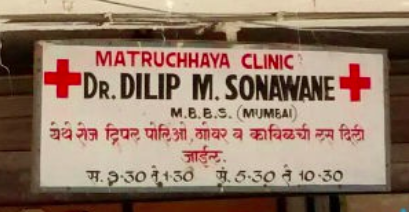 MATRUCHHAYA CLINIC
DR. DILIP M. SONAWANE
M.B.B.S. (MUMBAI)
येथे रोज ट्रिपल पोलिओ, गोवर व काविळची लस दिली
जाईल.
स. ९-३० ते १-३० सं. ५-३० ते १०-३०